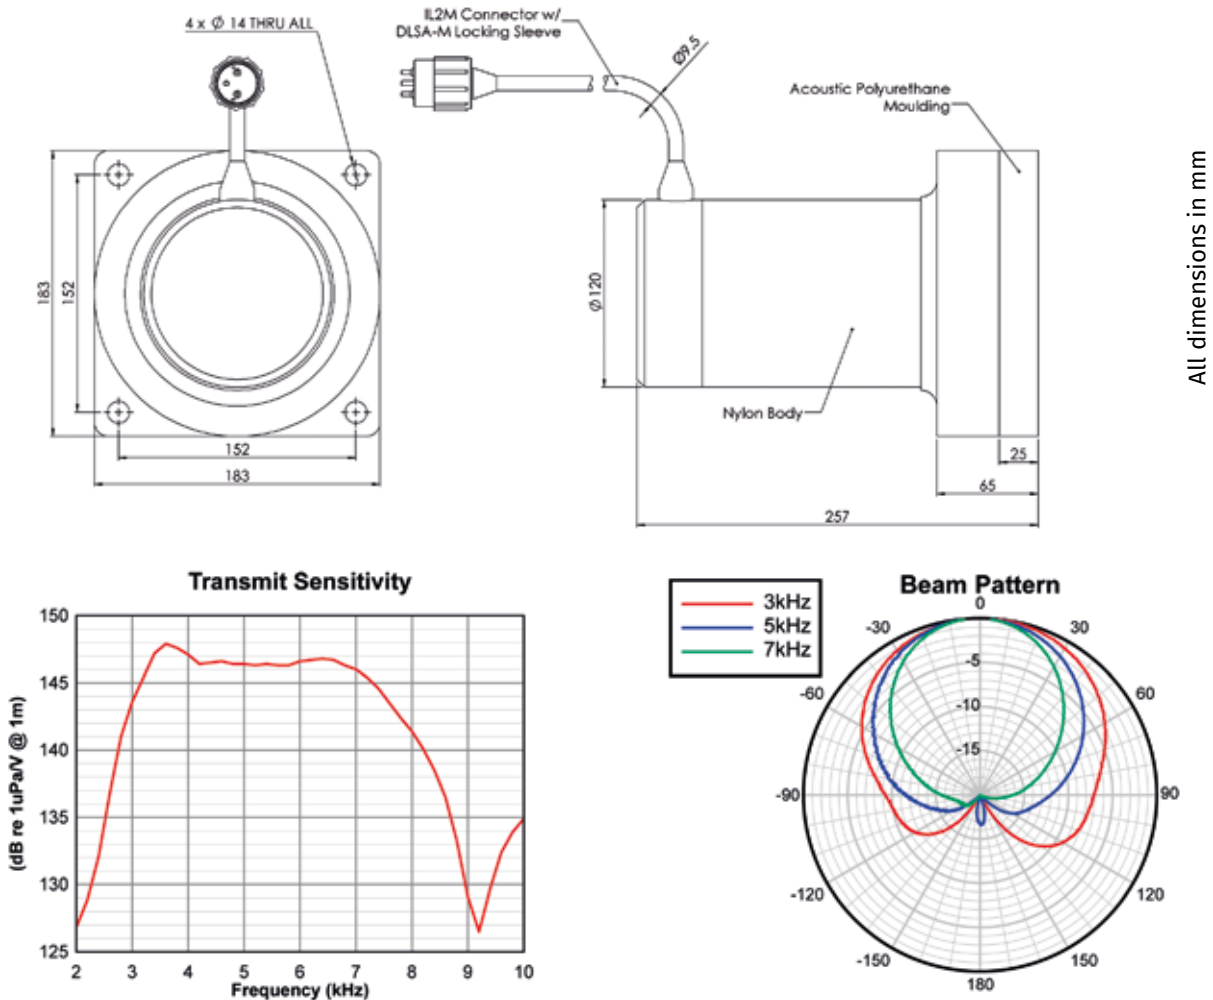 4 x Ø 14 THRU ALL
IL2M Connector w/
DLSA-M Locking Sleeve
Ø9.5
Acoustic Polyurethane
Moulding
183
152
Ø120
Nylon Body
152
183
25
65
257
All dimensions in mm
Transmit Sensitivity
(dB re 1uPa/V @ 1m)
150
145
140
135
130
125
2 3 4 5 6 7 8 9 10
Frequency (kHz)
3kHz
5kHz
7kHz
Beam Pattern
0
-30
30
-5
-60
60
-10
-15
-90
90
-120
120
-150
150
180